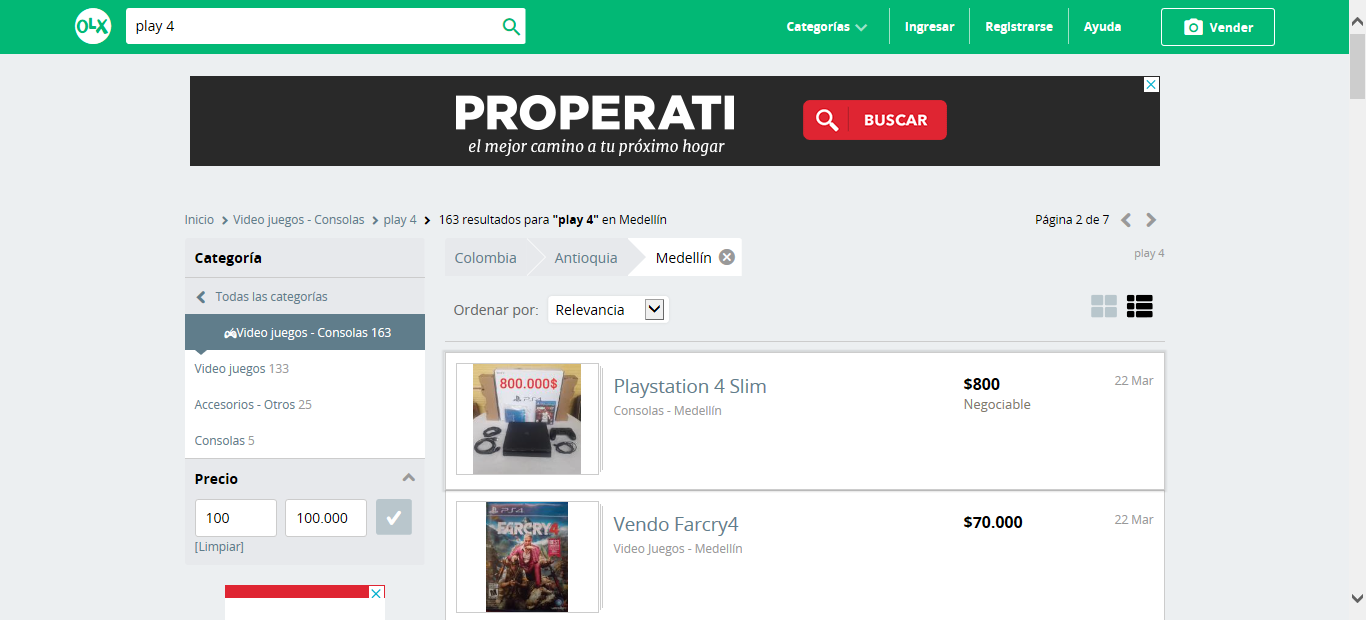 OLX
play 4
Categorías
Ingresar
Registrarse
Ayuda
Vender
PROPERATI
el mejor camino a tu próximo hogar
BUSCAR
Inicio
Video juegos - Consolas
play 4
163 resultados para "play 4" en Medellín
Página 2 de 7
Categoría
Todas las categorías
Video juegos - Consolas 163
Video juegos 133
Accesorios - Otros 25
Consolas 5
Precio
100
100.000
[Limpiar]
Colombia
Antioquia
Medellín
play 4
Ordenar por:
Relevancia
800.000$
PS4
Playstation 4 Slim
Consolas - Medellín
$800
Negociable
22 Mar
PS4
FARCRY 4
Vendo Farcry4
Video Juegos - Medellín
$70.000
22 Mar